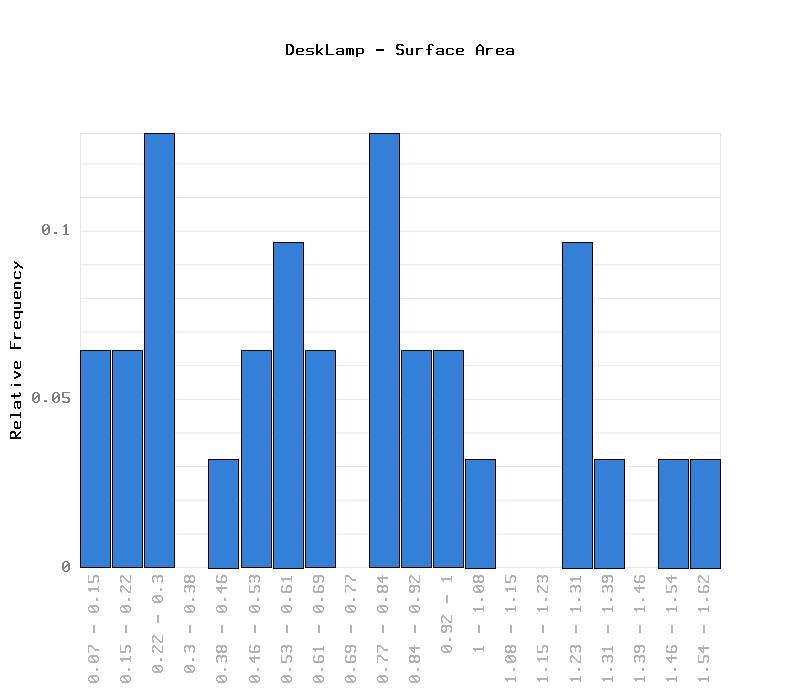 DeskLamp - Surface Area
Relative Frequency
0.1
0.05
0
0.07 - 0.15
0.15 - 0.22
0.22 - 0.3
0.3 - 0.38
0.38 - 0.46
0.46 - 0.53
0.53 - 0.61
0.61 - 0.69
0.69 - 0.77
0.77 - 0.84
0.84 - 0.92
0.92 - 1
1 - 1.08
1.08 - 1.15
1.15 - 1.23
1.23 - 1.31
1.31 - 1.39
1.39 - 1.46
1.46 - 1.54
1.54 - 1.62